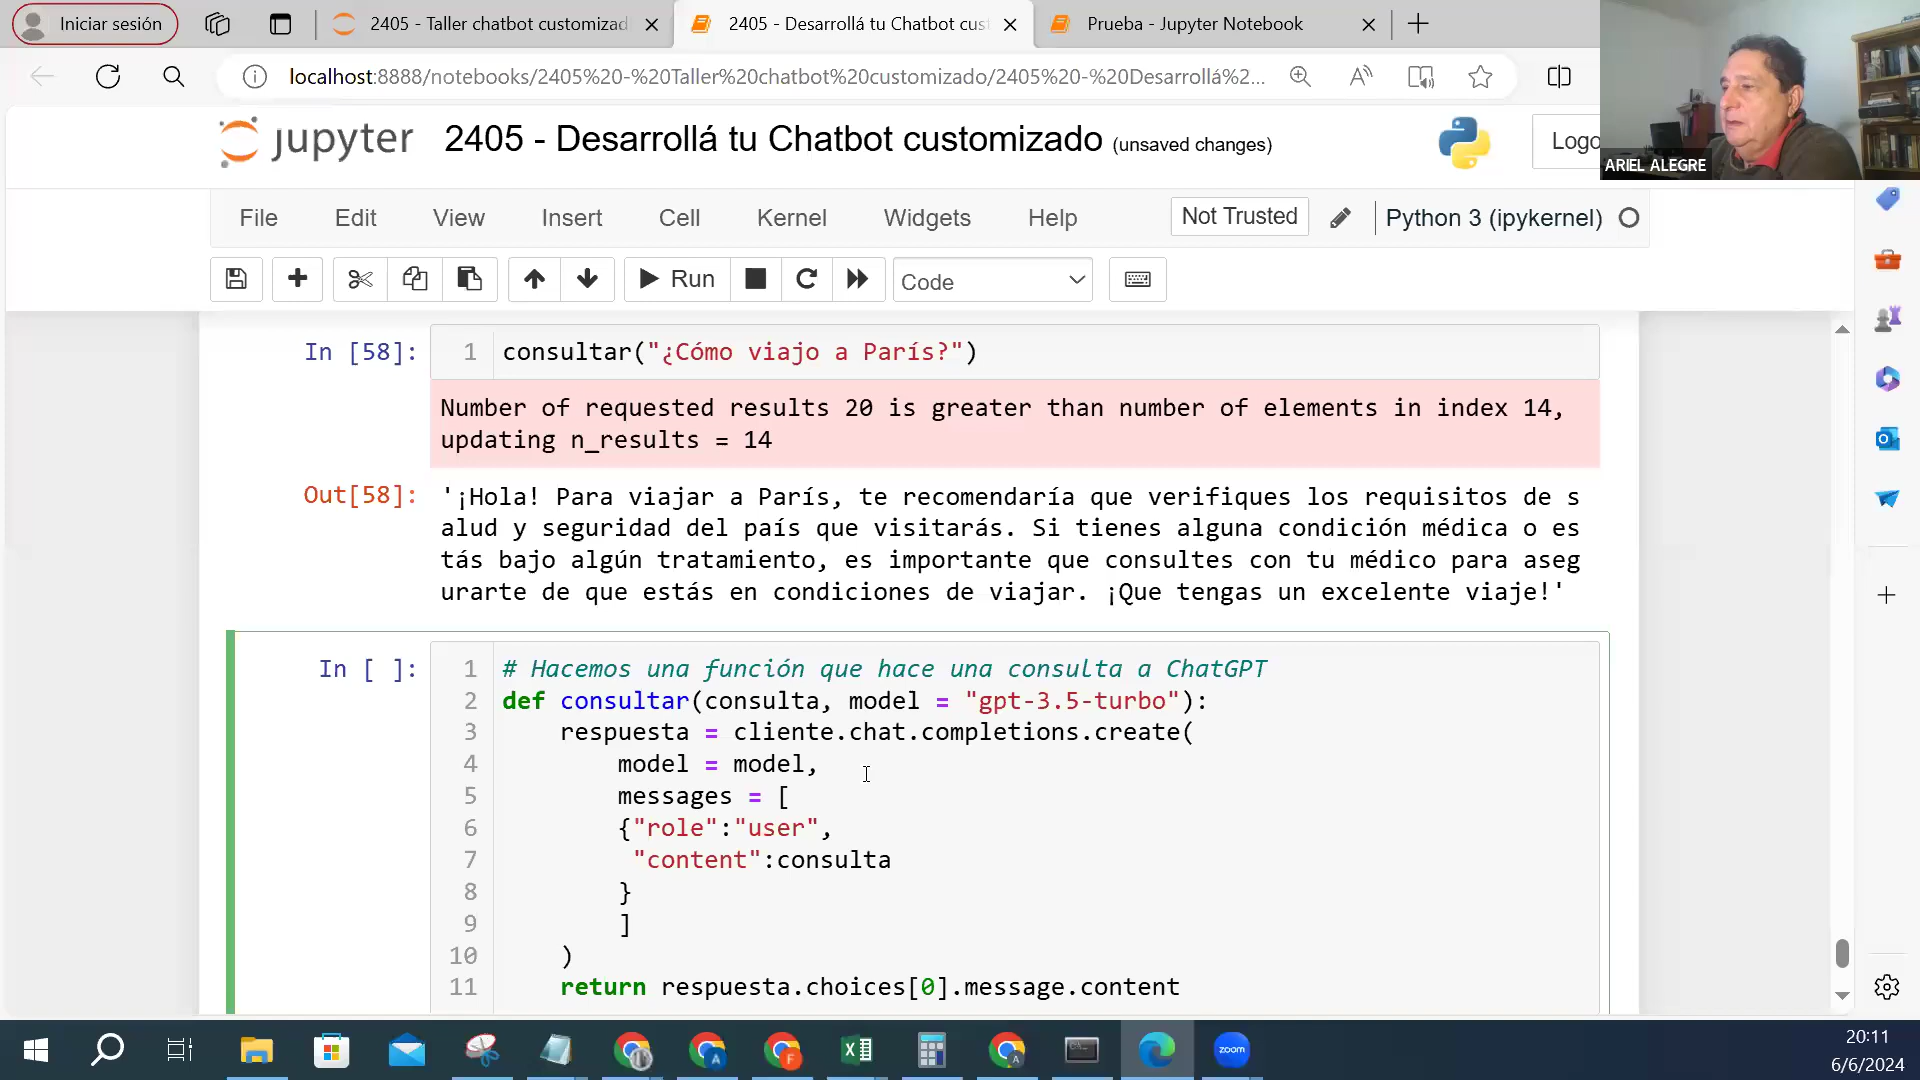 Iniciar sesión
2405 - Taller chatbot customizad
2405 - Desarrollá tu Chatbot cus
Prueba - Jupyter Notebook
localhost:8888/notebooks/2405%20-%20Taller%20chatbot%20customizado/2405%20-%20Desarrollá%2...
jupyter
2405 - Desarrollá tu Chatbot customizado (unsaved changes)
Logo
ARIEL ALEGRE
File Edit View Insert Cell Kernel Widgets Help
Not Trusted
Python 3 (ipykernel)
Run
Code
In [58]: 1 consultar("¿Cómo viajo a París?")
Number of requested results 20 is greater than number of elements in index 14,
updating n_results = 14
Out[58]: '¡Hola! Para viajar a París, te recomendaría que verifiques los requisitos de s
alud y seguridad del país que visitarás. Si tienes alguna condición médica o es
tás bajo algún tratamiento, es importante que consultes con tu médico para aseg
urarte de que estás en condiciones de viajar. ¡Que tengas un excelente viaje!'
In [ ]: 1 # Hacemos una función que hace una consulta a ChatGPT
2 def consultar(consulta, model = "gpt-3.5-turbo"):
3 respuesta = cliente.chat.completions.create(
4 model = model,
5 messages = [
6 {"role":"user",
7 "content":consulta
8 }
9 ]
10 )
11 return respuesta.choices[0].message.content
zoom
20:11
6/6/2024